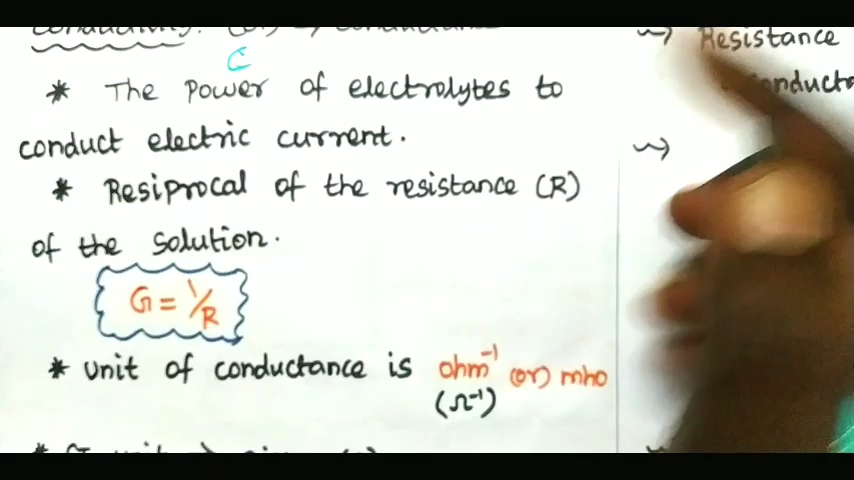 C
* The power of electrolytes to
conduct electric current.
* Resiprocal of the resistance (R)
of the solution.
G = 1/R
* unit of conductance is ohm⁻¹ (or) mho
(Ω⁻¹)
Resistance